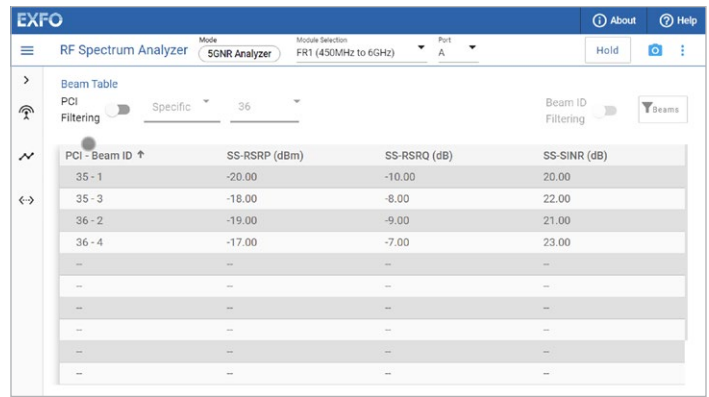 EXFO
About
Help
RF Spectrum Analyzer
Mode
5GNR Analyzer
Module Selection
FR1 (450MHz to 6GHz)
Port
A
Hold
Beam Table
PCI
Filtering
Specific
36
Beam ID
Filtering
Beams
PCI - Beam ID ↑ SS-RSRP (dBm) SS-RSRQ (dB) SS-SINR (dB)
35 - 1 -20.00 -10.00 20.00
35 - 3 -18.00 -8.00 22.00
36 - 2 -19.00 -9.00 21.00
36 - 4 -17.00 -7.00 23.00
-- -- -- --
-- -- -- --
-- -- -- --
-- -- -- --
-- -- -- --
-- -- -- --